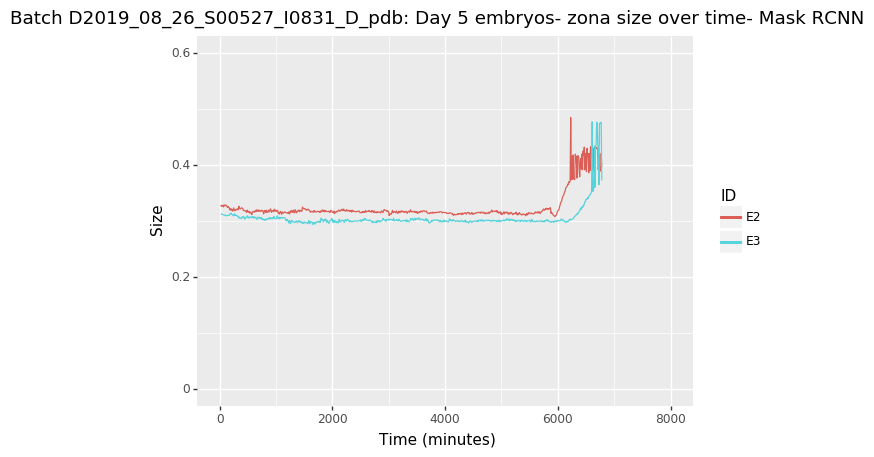 Batch D2019_08_26_S00527_I0831_D_pdb: Day 5 embryos- zona size over time- Mask RCNN
0.6
0.4
0.2
0
Size
0
2000
4000
6000
8000
Time (minutes)
ID
E2
E3